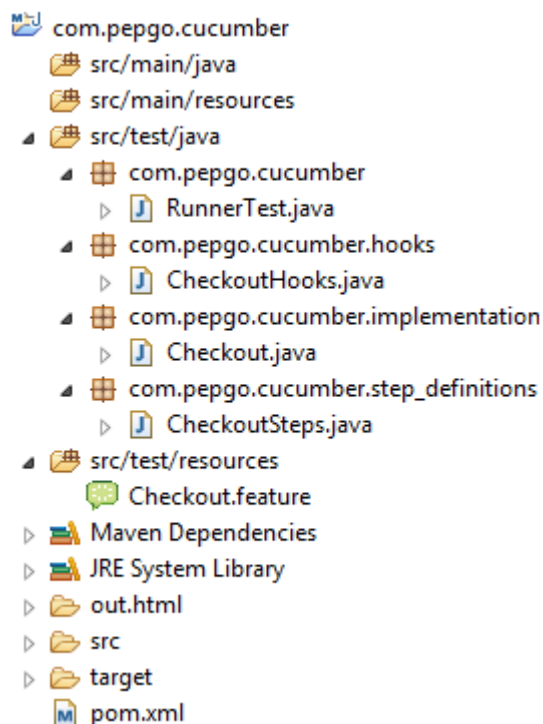 com.pepgo.cucumber
src/main/java
src/main/resources
src/test/java
com.pepgo.cucumber
RunnerTest.java
com.pepgo.cucumber.hooks
CheckoutHooks.java
com.pepgo.cucumber.implementation
Checkout.java
com.pepgo.cucumber.step_definitions
CheckoutSteps.java
src/test/resources
Checkout.feature
Maven Dependencies
JRE System Library
out.html
src
target
pom.xml